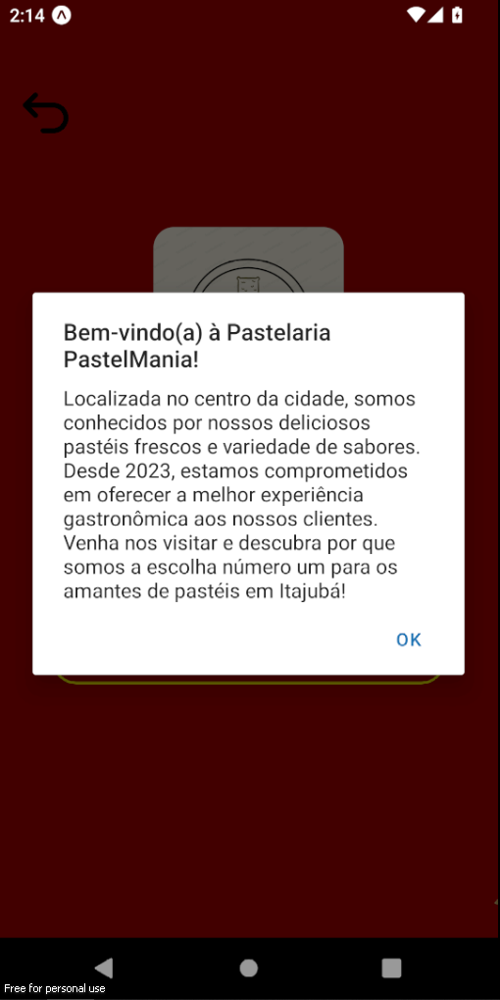 2:14
Bem-vindo(a) à Pastelaria
PastelMania!
Localizada no centro da cidade, somos
conhecidos por nossos deliciosos
pastéis frescos e variedade de sabores.
Desde 2023, estamos comprometidos
em oferecer a melhor experiência
gastronômica aos nossos clientes.
Venha nos visitar e descubra por que
somos a escolha número um para os
amantes de pastéis em Itajubá!
OK
Free for personal use